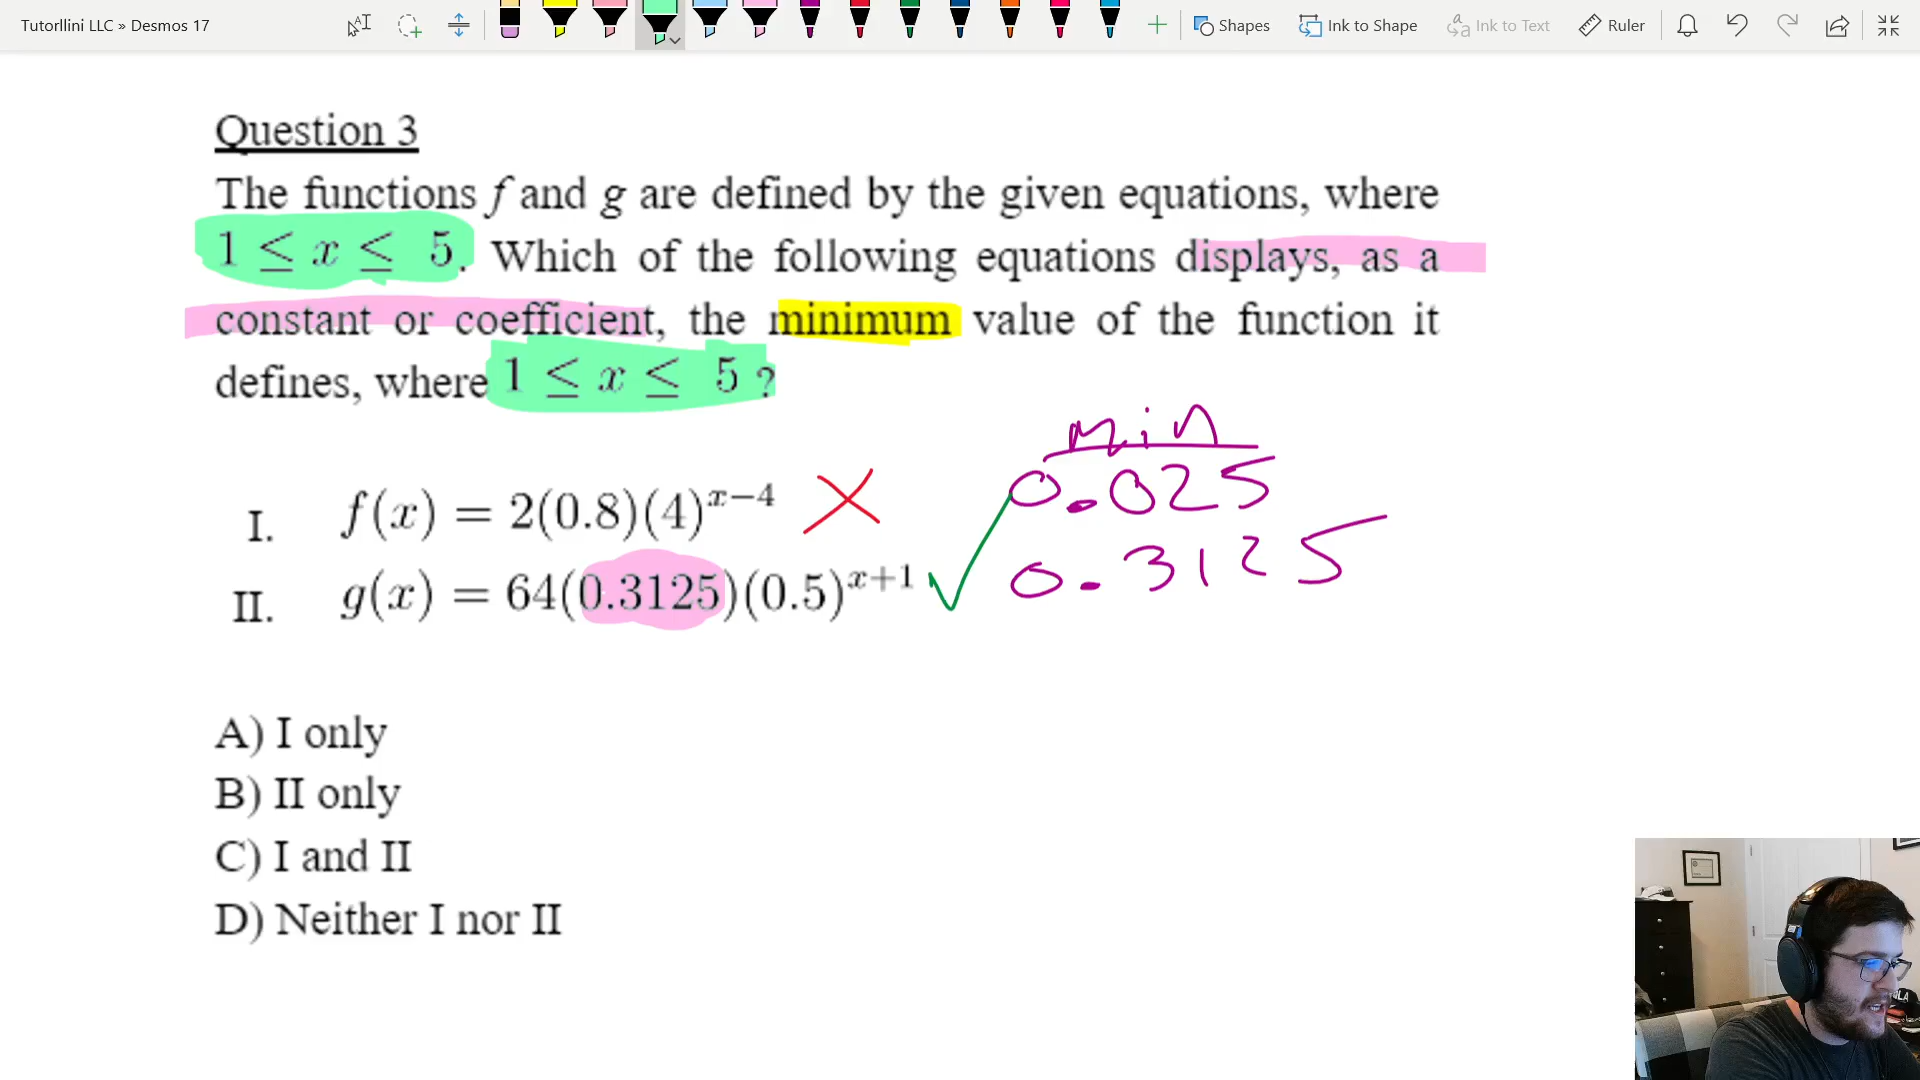 Tutorllini LLC » Desmos 17
Shapes
Ink to Shape
Ink to Text
Ruler
Question 3
The functions f and g are defined by the given equations, where
1 ≤ x ≤ 5. Which of the following equations displays, as a
constant or coefficient, the minimum value of the function it
defines, where 1 ≤ x ≤ 5 ?
min
I. f(x) = 2(0.8)(4)^{x−4} 0.025
II. g(x) = 64(0.3125)(0.5)^{x+1} 0.3125
A) I only
B) II only
C) I and II
D) Neither I nor II